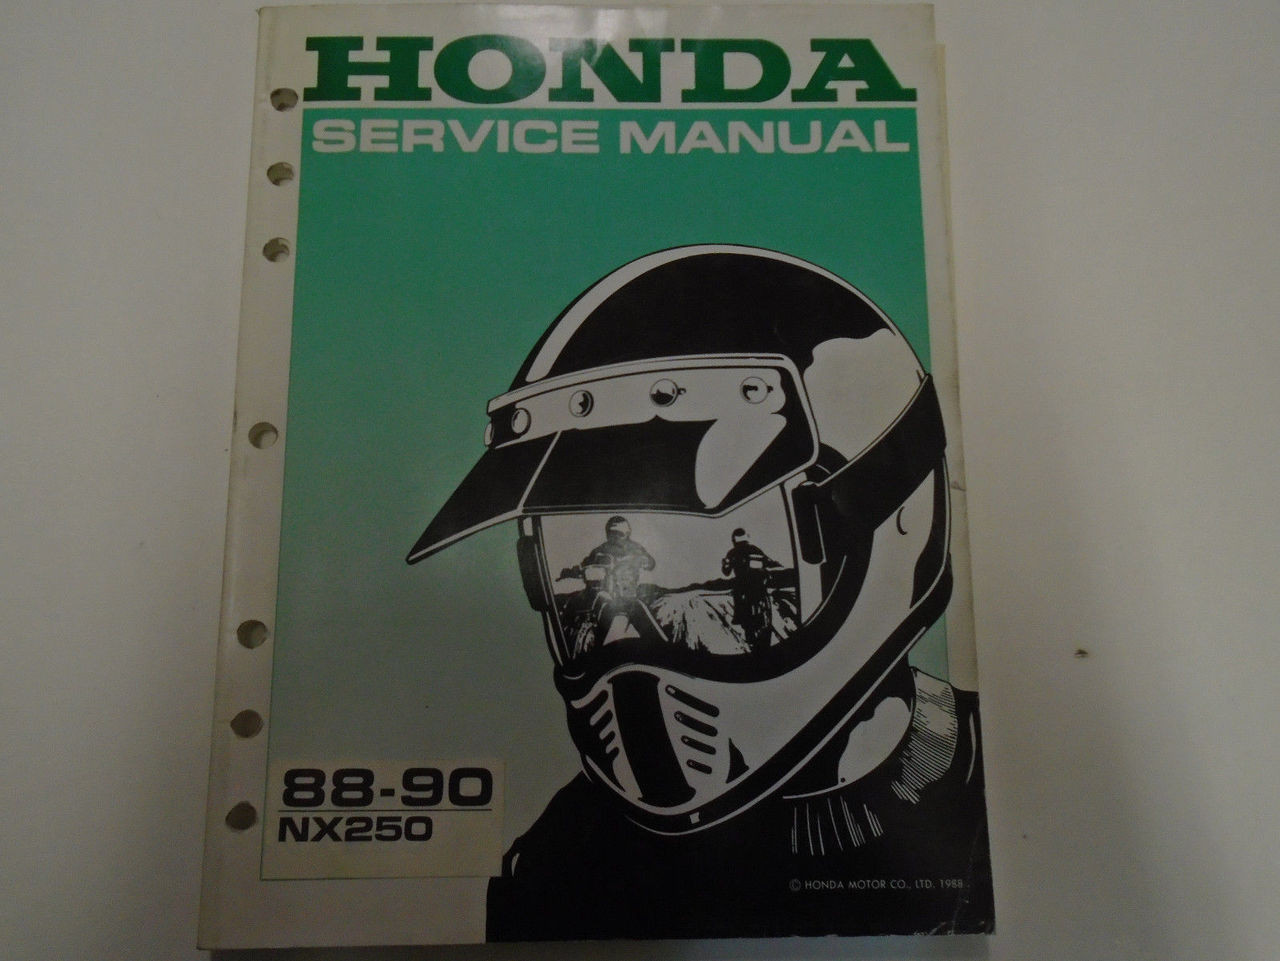 HONDA
SERVICE MANUAL
88-90
NX250
© HONDA MOTOR CO., LTD. 1988